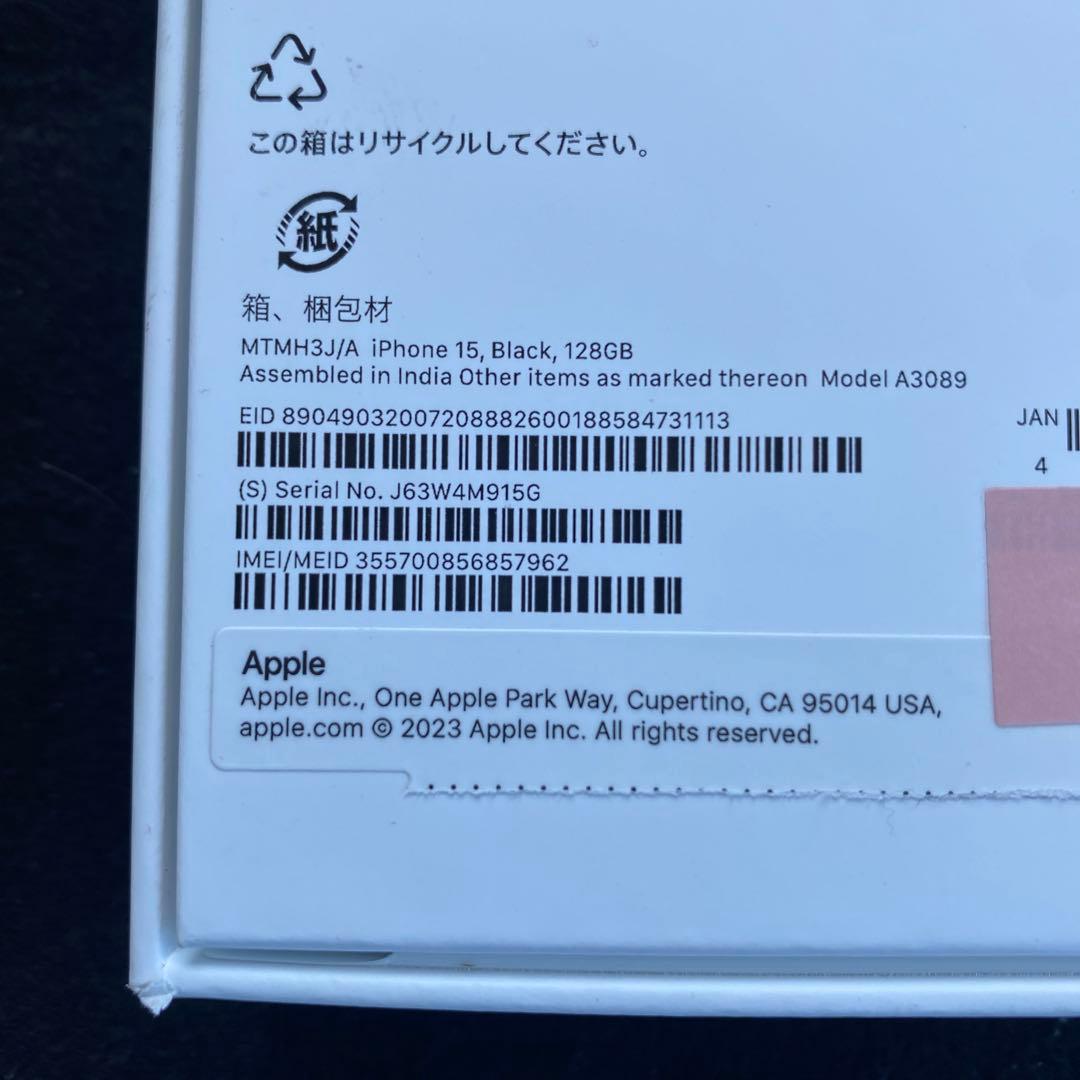 この箱はリサイクルしてください。
紙
箱、梱包材
MTMH3J/A iPhone 15, Black, 128GB
Assembled in India Other items as marked thereon Model A3089
EID 89049032007208882600188584731113
JAN
4
(S) Serial No. J63W4M915G
IMEI/MEID 355700856857962
Apple
Apple Inc., One Apple Park Way, Cupertino, CA 95014 USA,
apple.com © 2023 Apple Inc. All rights reserved.